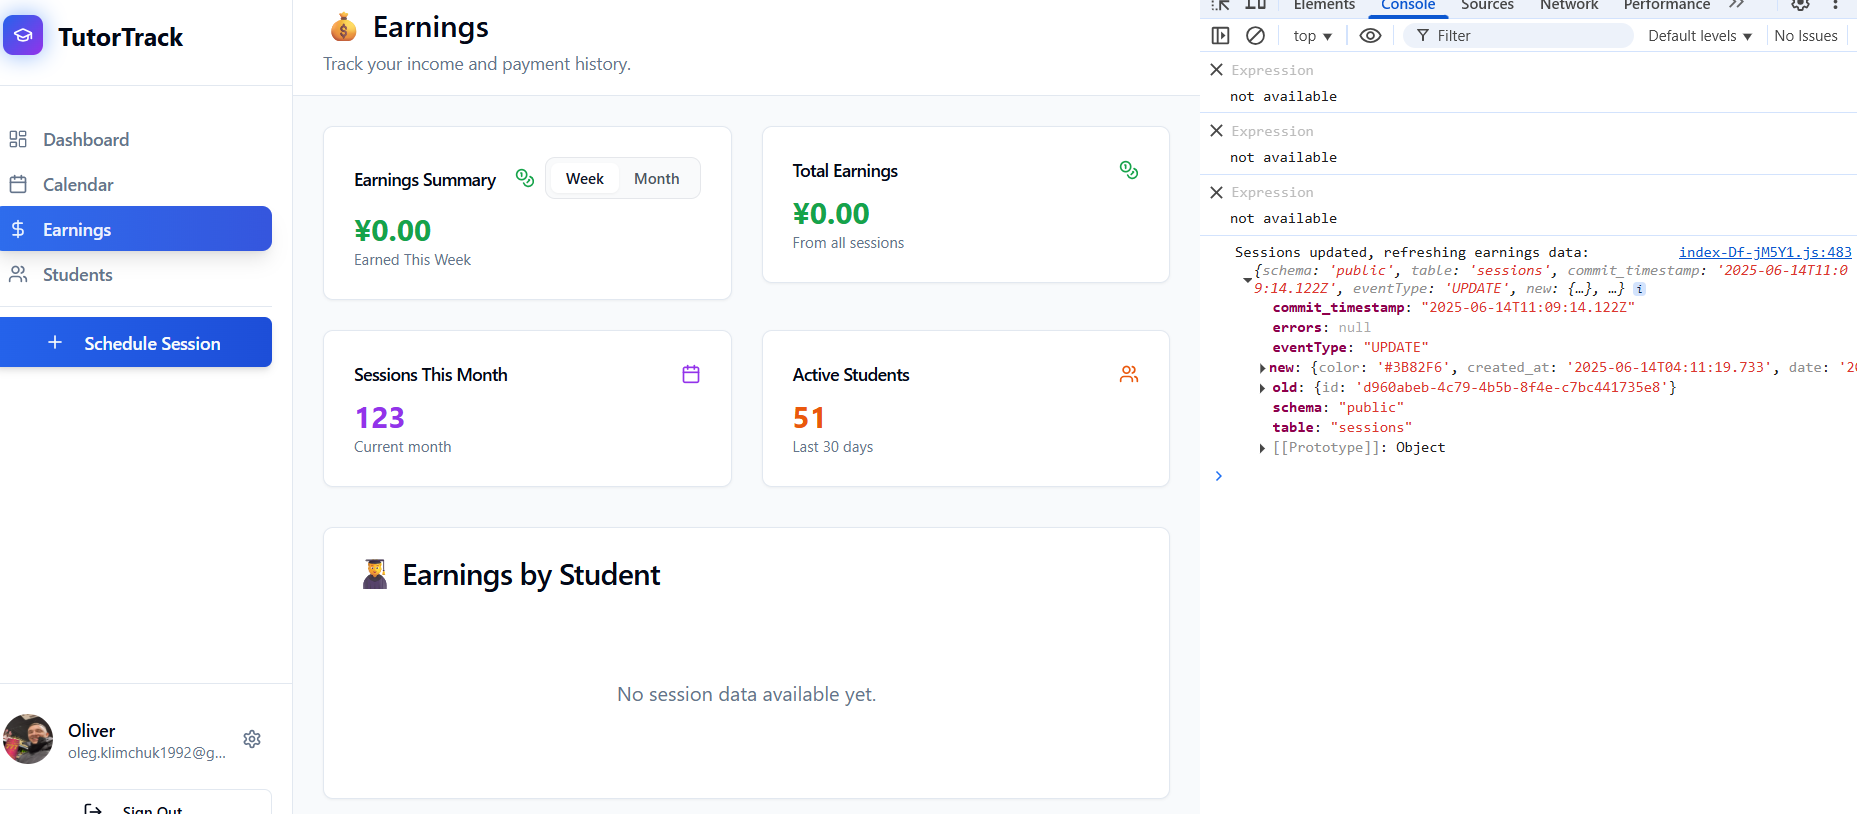 TutorTrack
Dashboard
Calendar
Earnings
Students
Schedule Session
Oliver
oleg.klimchuk1992@g...
Sign Out
Earnings
Track your income and payment history.
Earnings Summary
Week
Month
¥0.00
Earned This Week
Total Earnings
¥0.00
From all sessions
Sessions This Month
123
Current month
Active Students
51
Last 30 days
Earnings by Student
No session data available yet.
Elements
Console
Sources
Network
Performance
top
Filter
Default levels
No Issues
Expression
not available
Expression
not available
Expression
not available
Sessions updated, refreshing earnings data: index-Df-jM5Y1.js:483
{schema: 'public', table: 'sessions', commit_timestamp: '2025-06-14T11:0
9:14.122Z', eventType: 'UPDATE', new: {…}, …} i
commit_timestamp: "2025-06-14T11:09:14.122Z"
errors: null
eventType: "UPDATE"
new: {color: '#3B82F6', created_at: '2025-06-14T04:11:19.733', date: '20
old: {id: 'd960abeb-4c79-4b5b-8f4e-c7bc441735e8'}
schema: "public"
table: "sessions"
[[Prototype]]: Object